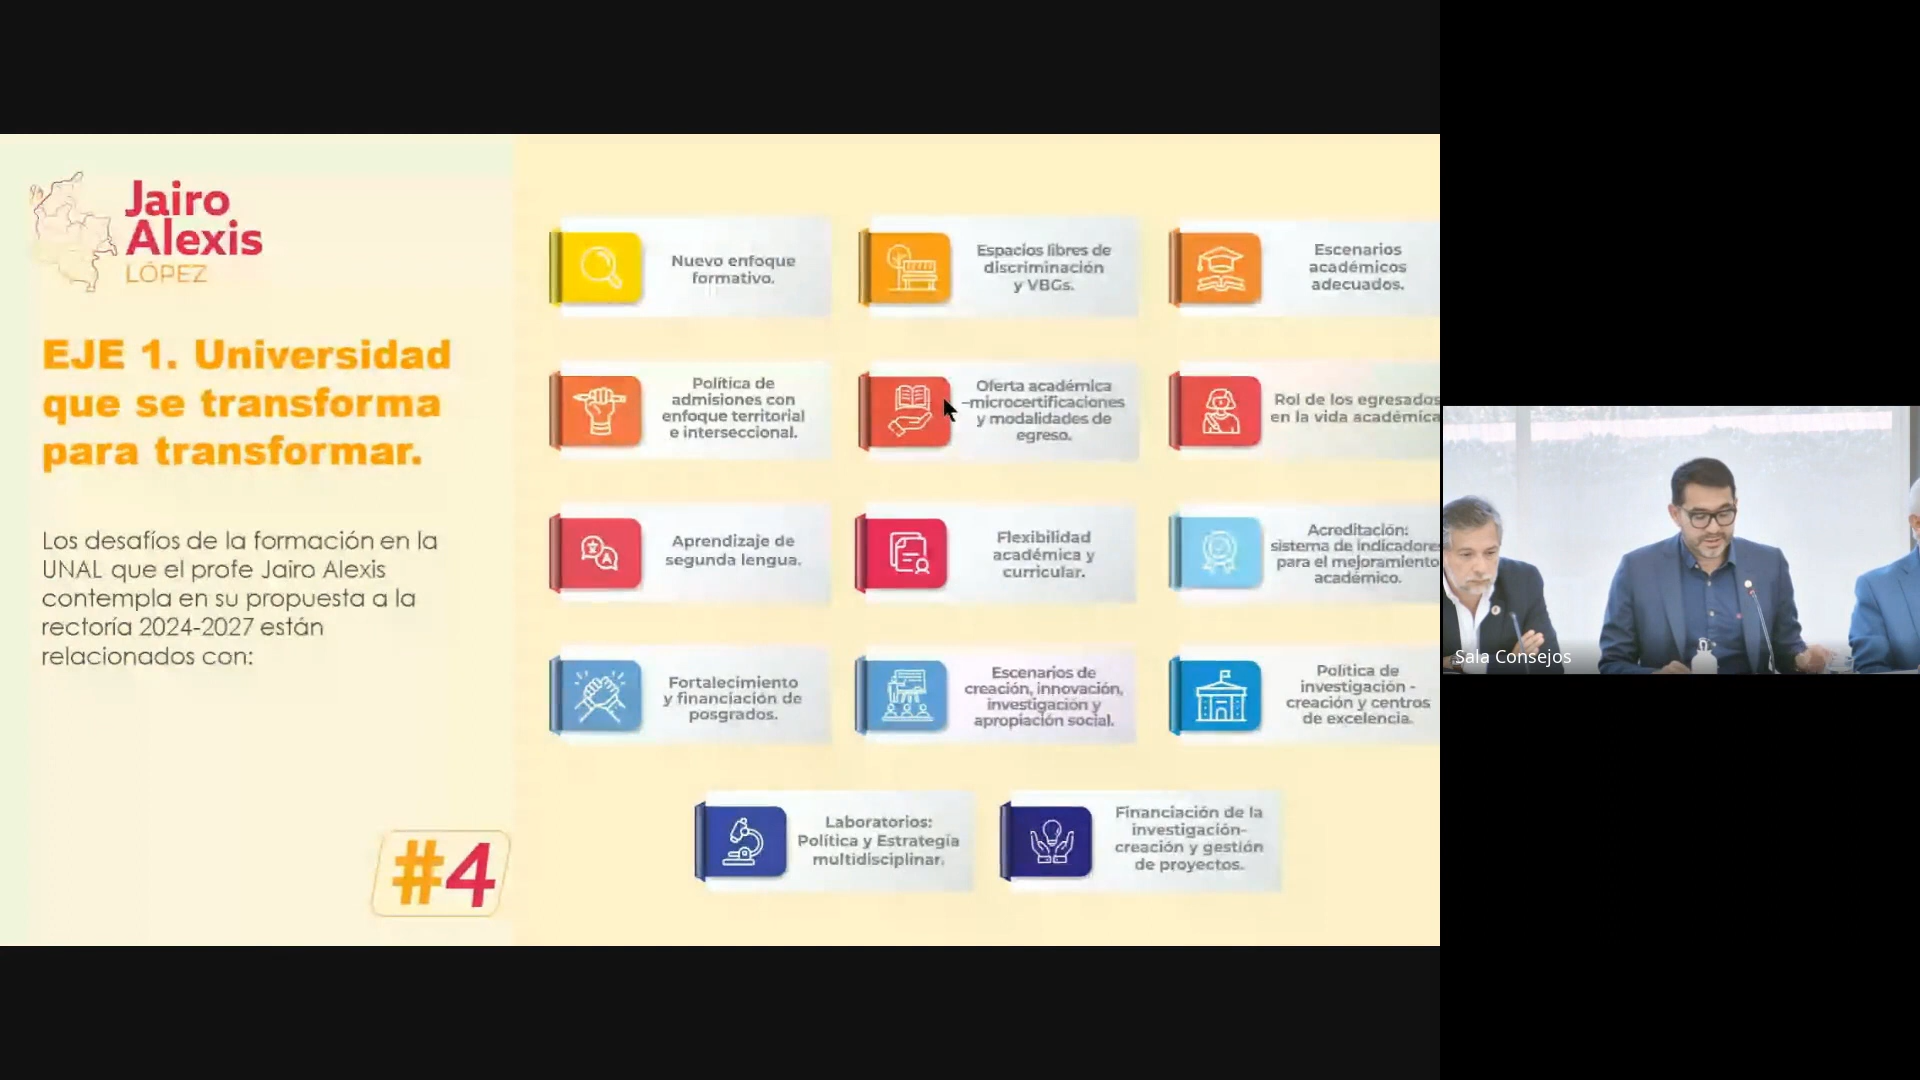 Jairo
Alexis
LÓPEZ
EJE 1. Universidad
que se transforma
para transformar.
Los desafíos de la formación en la
UNAL que el profe Jairo Alexis
contempla en su propuesta a la
rectoría 2024-2027 están
relacionados con:
#4
Nuevo enfoque
formativo.
Espacios libres de
discriminación
y VBGs.
Escenarios
académicos
adecuados.
Política de
admisiones con
enfoque territorial
e interseccional.
Oferta académica
-microcertificaciones
y modalidades de
egreso.
Rol de los egresados
en la vida académica
Aprendizaje de
segunda lengua.
Flexibilidad
académica y
curricular.
Acreditación:
sistema de indicadores
para el mejoramiento
académico.
Fortalecimiento
y financiación de
posgrados.
Escenarios de
creación, innovación,
investigación y
apropiación social.
Política de
investigación -
creación y centros
de excelencia.
Laboratorios:
Política y Estrategia
multidisciplinar.
Financiación de la
investigación-
creación y gestión
de proyectos.
Sala Consejos